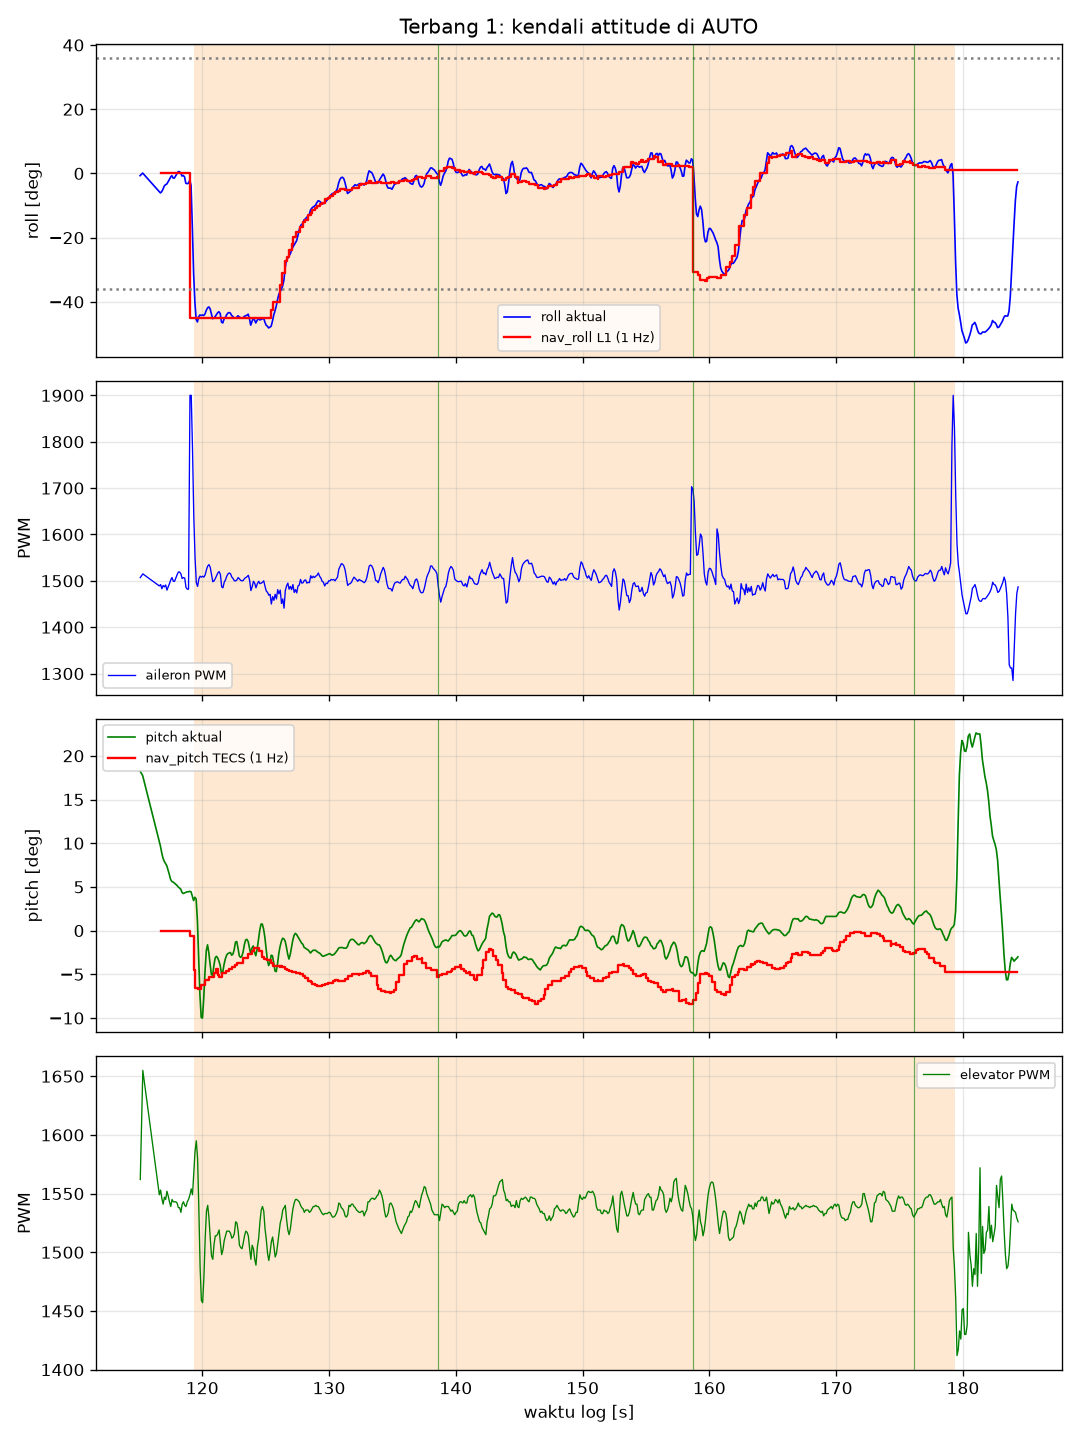 Terbang 1: kendali attitude di AUTO
40
20
0
−20
−40
roll [deg]
roll aktual
nav_roll L1 (1 Hz)
1900
1800
1700
1600
1500
1400
1300
PWM
aileron PWM
20
15
10
5
0
−5
−10
pitch [deg]
pitch aktual
nav_pitch TECS (1 Hz)
1650
1600
1550
1500
1450
1400
PWM
elevator PWM
120 130 140 150 160 170 180
waktu log [s]